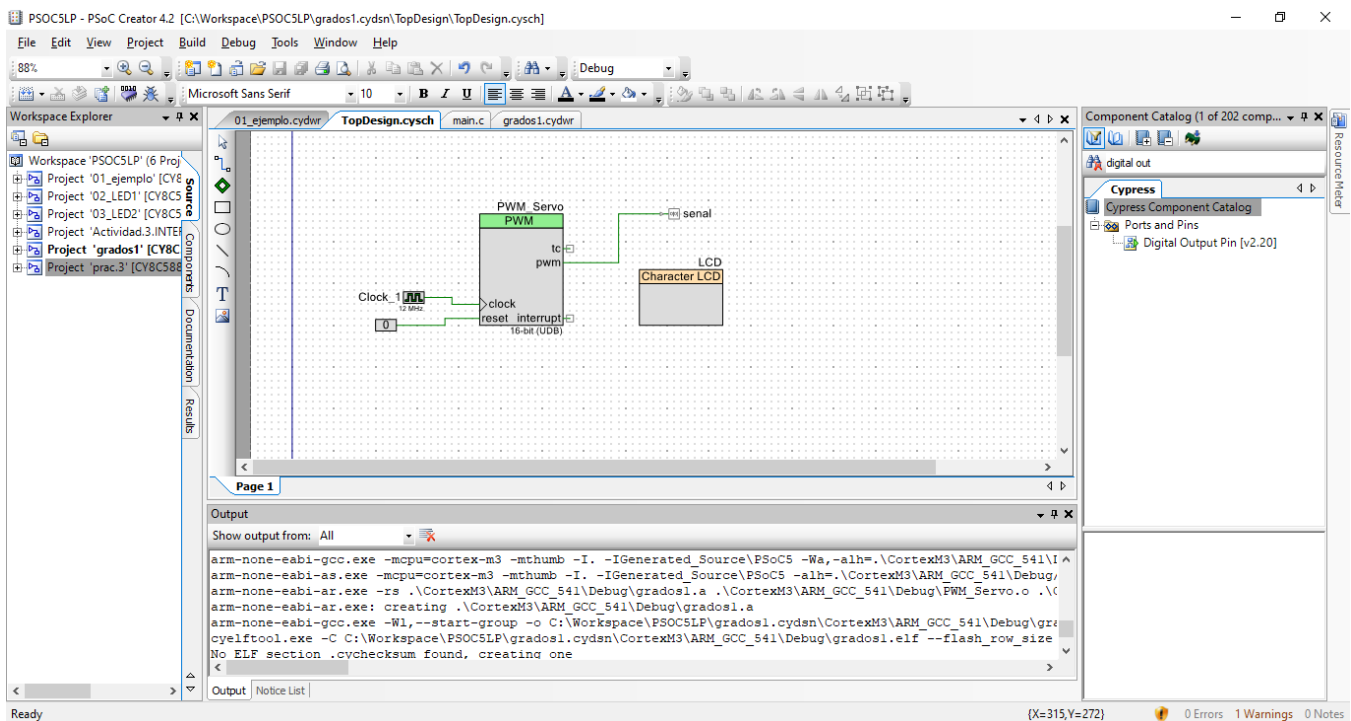 PSOC5LP - PSoC Creator 4.2 [C:\Workspace\PSOC5LP\grados1.cydsn\TopDesign\TopDesign.cysch]
File Edit View Project Build Debug Tools Window Help
88% Debug
Microsoft Sans Serif 10 B I U A
Workspace Explorer
Workspace 'PSOC5LP' (6 Proj
Project '01_ejemplo' [CY8
Project '02_LED1' [CY8C5
Project '03_LED2' [CY8C5
Project 'Actividad.3.INTEF
Project 'grados1' [CY8C
Project 'prac.3' [CY8C588
Source
Components
Documentation
Results
01_ejemplo.cydwr TopDesign.cysch main.c grados1.cydwr
T
PWM_Servo
PWM
tc
pwm
clock
reset interrupt
16-bit (UDB)
Clock_1
12 MHz
0
senal
LCD
Character LCD
Page 1
Output
Show output from: All
arm-none-eabi-gcc.exe -mcpu=cortex-m3 -mthumb -I. -IGenerated_Source\PSoC5 -Wa,-alh=.\CortexM3\ARM_GCC_541\
arm-none-eabi-as.exe -mcpu=cortex-m3 -mthumb -I. -IGenerated_Source\PSoC5 -alh=.\CortexM3\ARM_GCC_541\Debug/
arm-none-eabi-ar.exe -rs .\CortexM3\ARM_GCC_541\Debug\grados1.a .\CortexM3\ARM_GCC_541\Debug\PWM_Servo.o .\
arm-none-eabi-ar.exe: creating .\CortexM3\ARM_GCC_541\Debug\grados1.a
arm-none-eabi-gcc.exe -Wl,--start-group -o C:\Workspace\PSOC5LP\grados1.cydsn\CortexM3\ARM_GCC_541\Debug\gra
cyelftool.exe -C C:\Workspace\PSOC5LP\grados1.cydsn\CortexM3\ARM_GCC_541\Debug\grados1.elf --flash_row_size
No ELF section .cychecksum found, creating one
Output Notice List
Component Catalog (1 of 202 comp...
digital out
Cypress
Cypress Component Catalog
Ports and Pins
Digital Output Pin [v2.20]
Resource Meter
Ready {X=315,Y=272} 0 Errors 1 Warnings 0 Notes